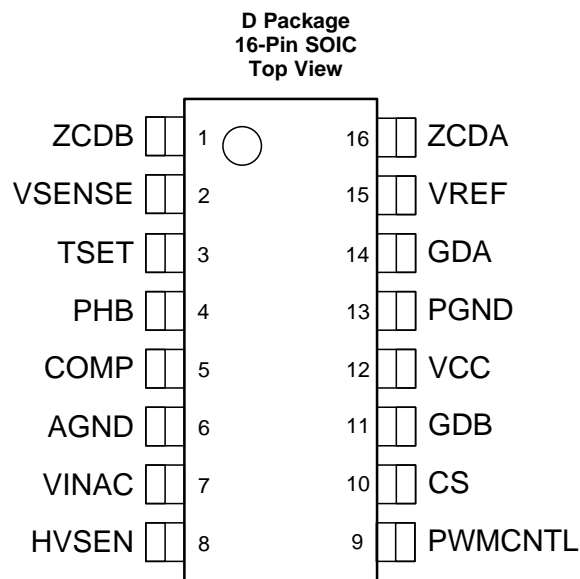 D Package
16-Pin SOIC
Top View
ZCDB 1 16 ZCDA
VSENSE 2 15 VREF
TSET 3 14 GDA
PHB 4 13 PGND
COMP 5 12 VCC
AGND 6 11 GDB
VINAC 7 10 CS
HVSEN 8 9 PWMCNTL